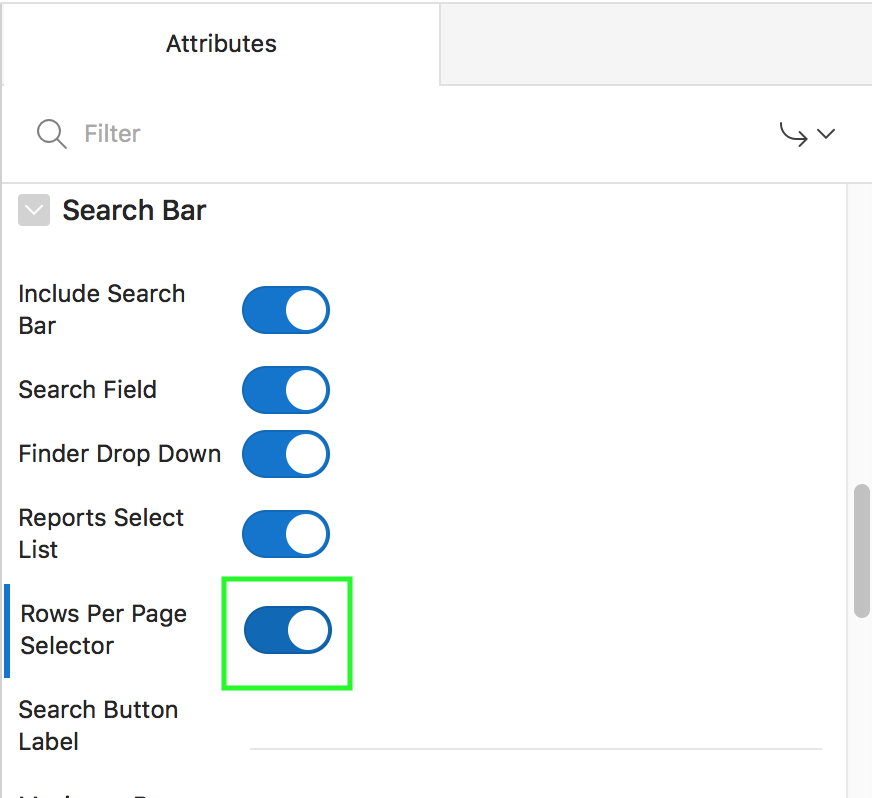 Attributes
Filter
Search Bar
Include Search
Bar
Search Field
Finder Drop Down
Reports Select
List
Rows Per Page
Selector
Search Button
Label